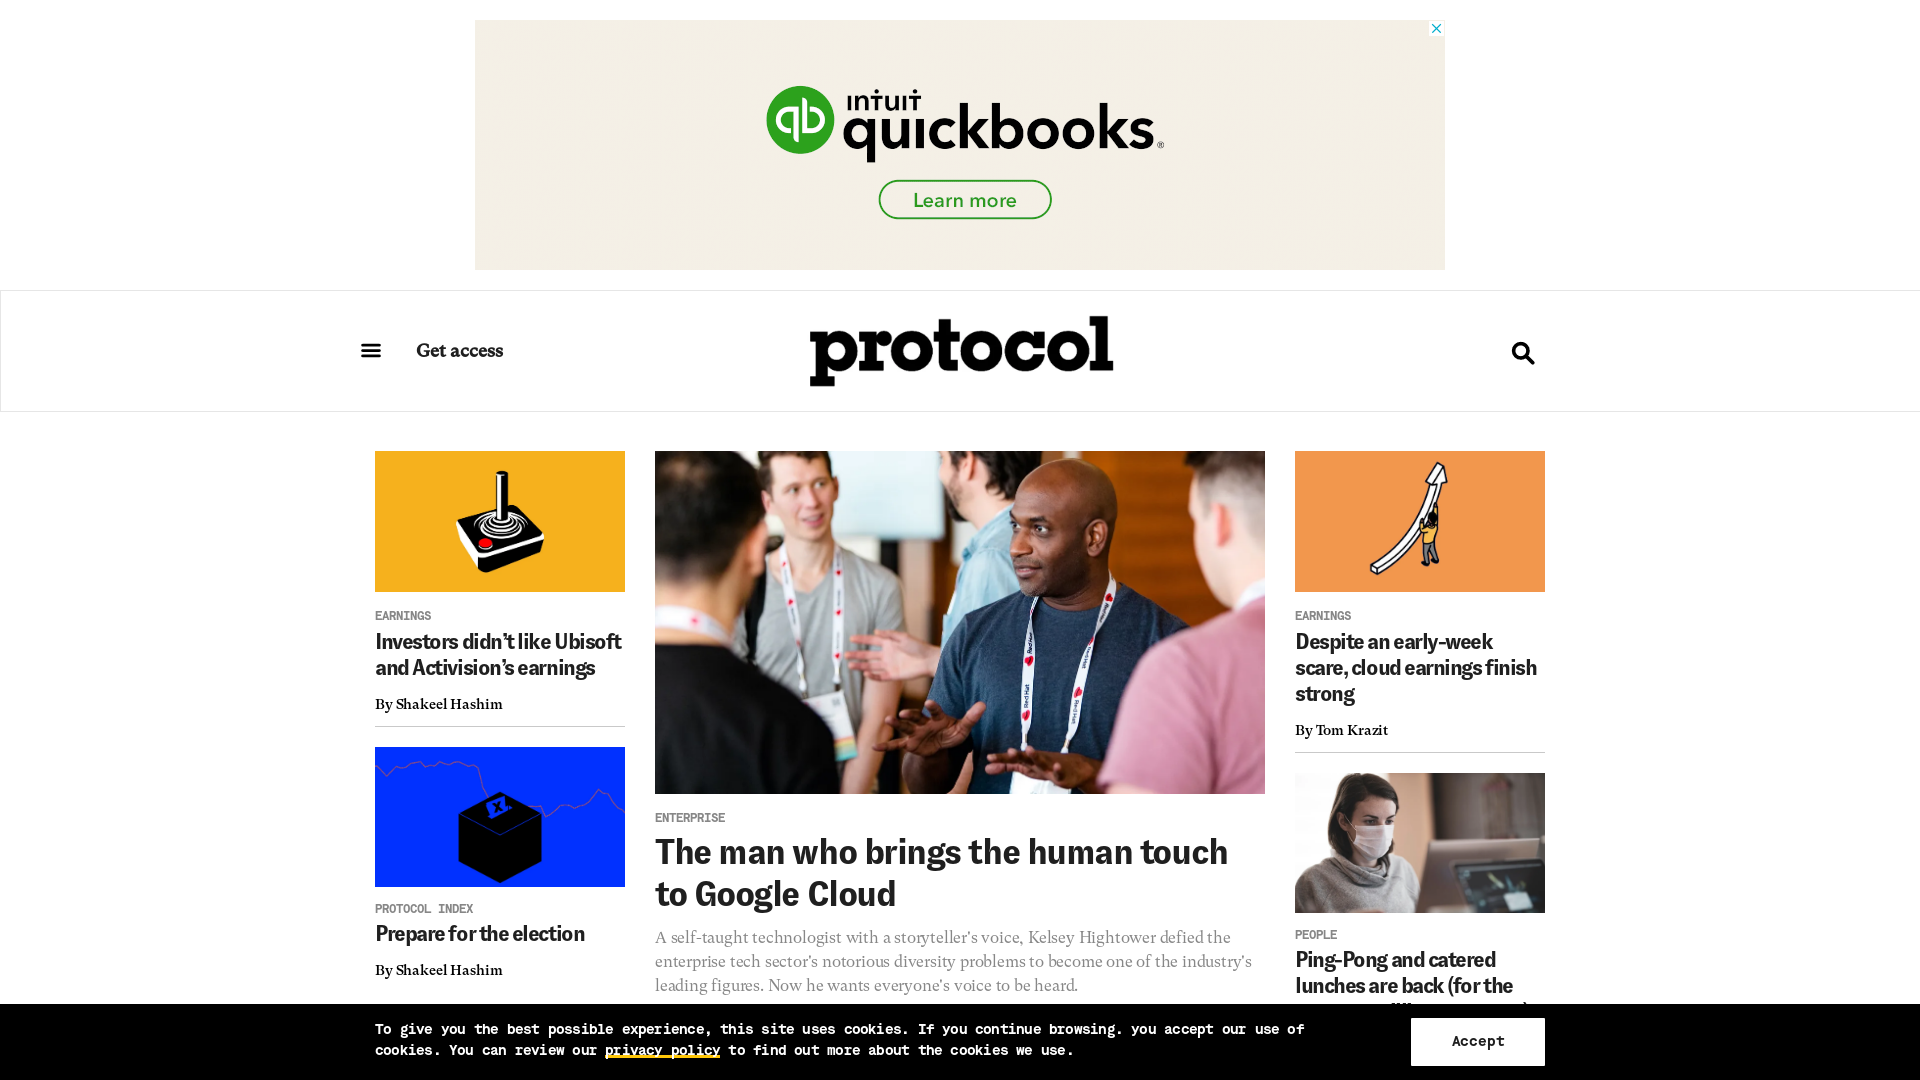 intuit
quickbooks®
Learn more
Get access
protocol
EARNINGS
Investors didn’t like Ubisoft
and Activision’s earnings
By Shakeel Hashim
PROTOCOL INDEX
Prepare for the election
By Shakeel Hashim
ENTERPRISE
The man who brings the human touch
to Google Cloud
A self-taught technologist with a storyteller's voice, Kelsey Hightower defied the
enterprise tech sector's notorious diversity problems to become one of the industry's
leading figures. Now he wants everyone's voice to be heard.
EARNINGS
Despite an early-week
scare, cloud earnings finish
strong
By Tom Krazit
PEOPLE
Ping-Pong and catered
lunches are back (for the
To give you the best possible experience, this site uses cookies. If you continue browsing. you accept our use of
cookies. You can review our privacy policy to find out more about the cookies we use.
Accept